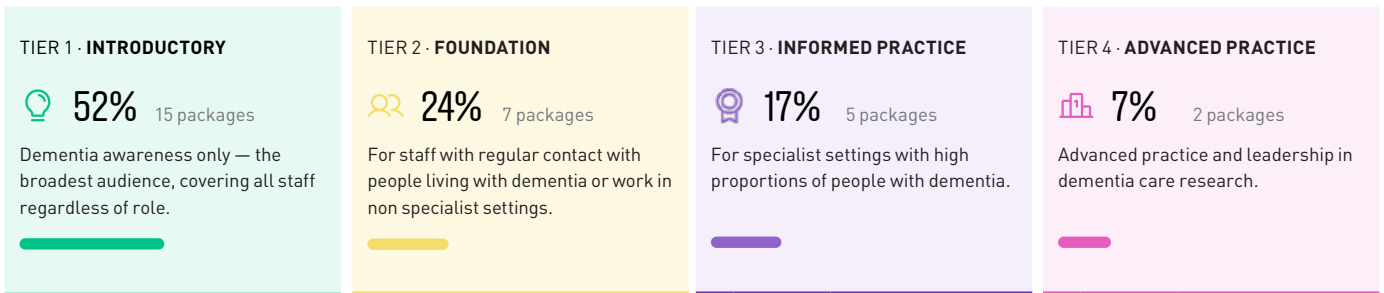 TIER 1 · INTRODUCTORY
52% 15 packages
Dementia awareness only — the
broadest audience, covering all staff
regardless of role.
TIER 2 · FOUNDATION
24% 7 packages
For staff with regular contact with
people living with dementia or work in
non specialist settings.
TIER 3 · INFORMED PRACTICE
17% 5 packages
For specialist settings with high
proportions of people with dementia.
TIER 4 · ADVANCED PRACTICE
1
7% 2 packages
Advanced practice and leadership in
dementia care research.